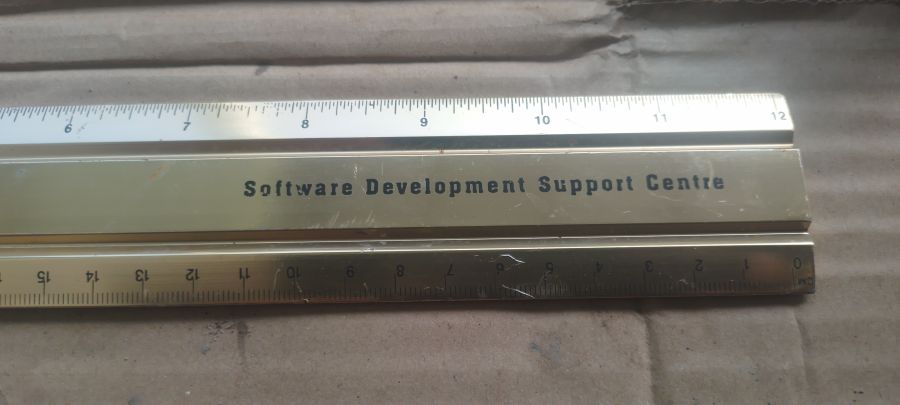 6 7 8 9 10 11 12
Software Development Support Centre
15 14 13 12 11 10 9 8 7 6 5 4 3 2 1 0
CM